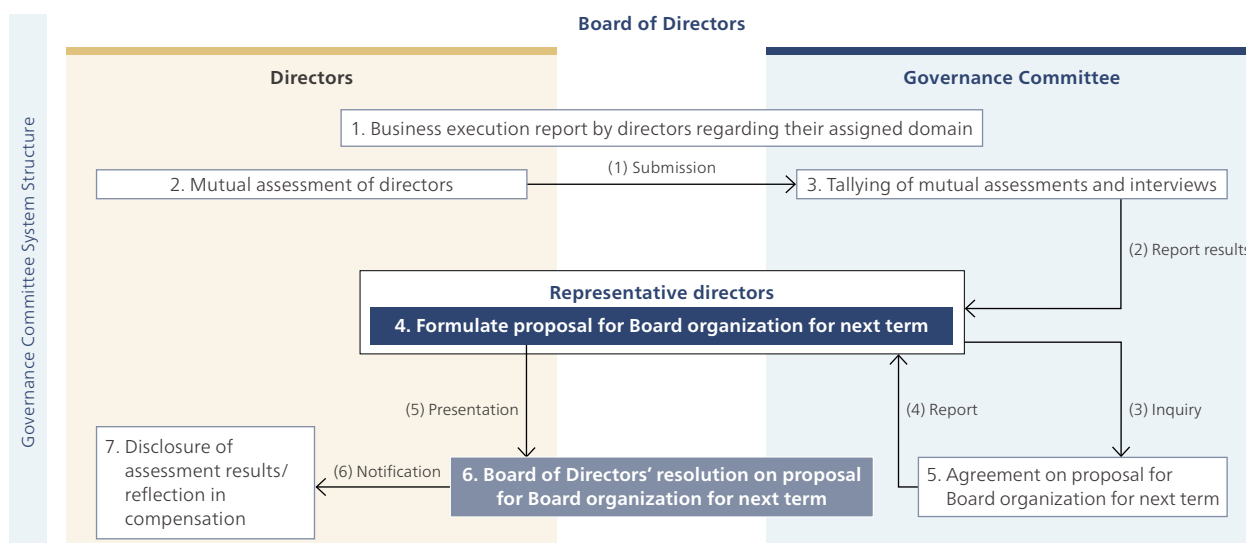 Governance Committee System Structure
Board of Directors
Directors
Governance Committee
1. Business execution report by directors regarding their assigned domain
2. Mutual assessment of directors
(1) Submission
3. Tallying of mutual assessments and interviews
(2) Report results
Representative directors
4. Formulate proposal for Board organization for next term
(5) Presentation
(4) Report
(3) Inquiry
7. Disclosure of
assessment results/
reflection in
compensation
(6) Notification
6. Board of Directors’ resolution on proposal
for Board organization for next term
5. Agreement on proposal for
Board organization for next term